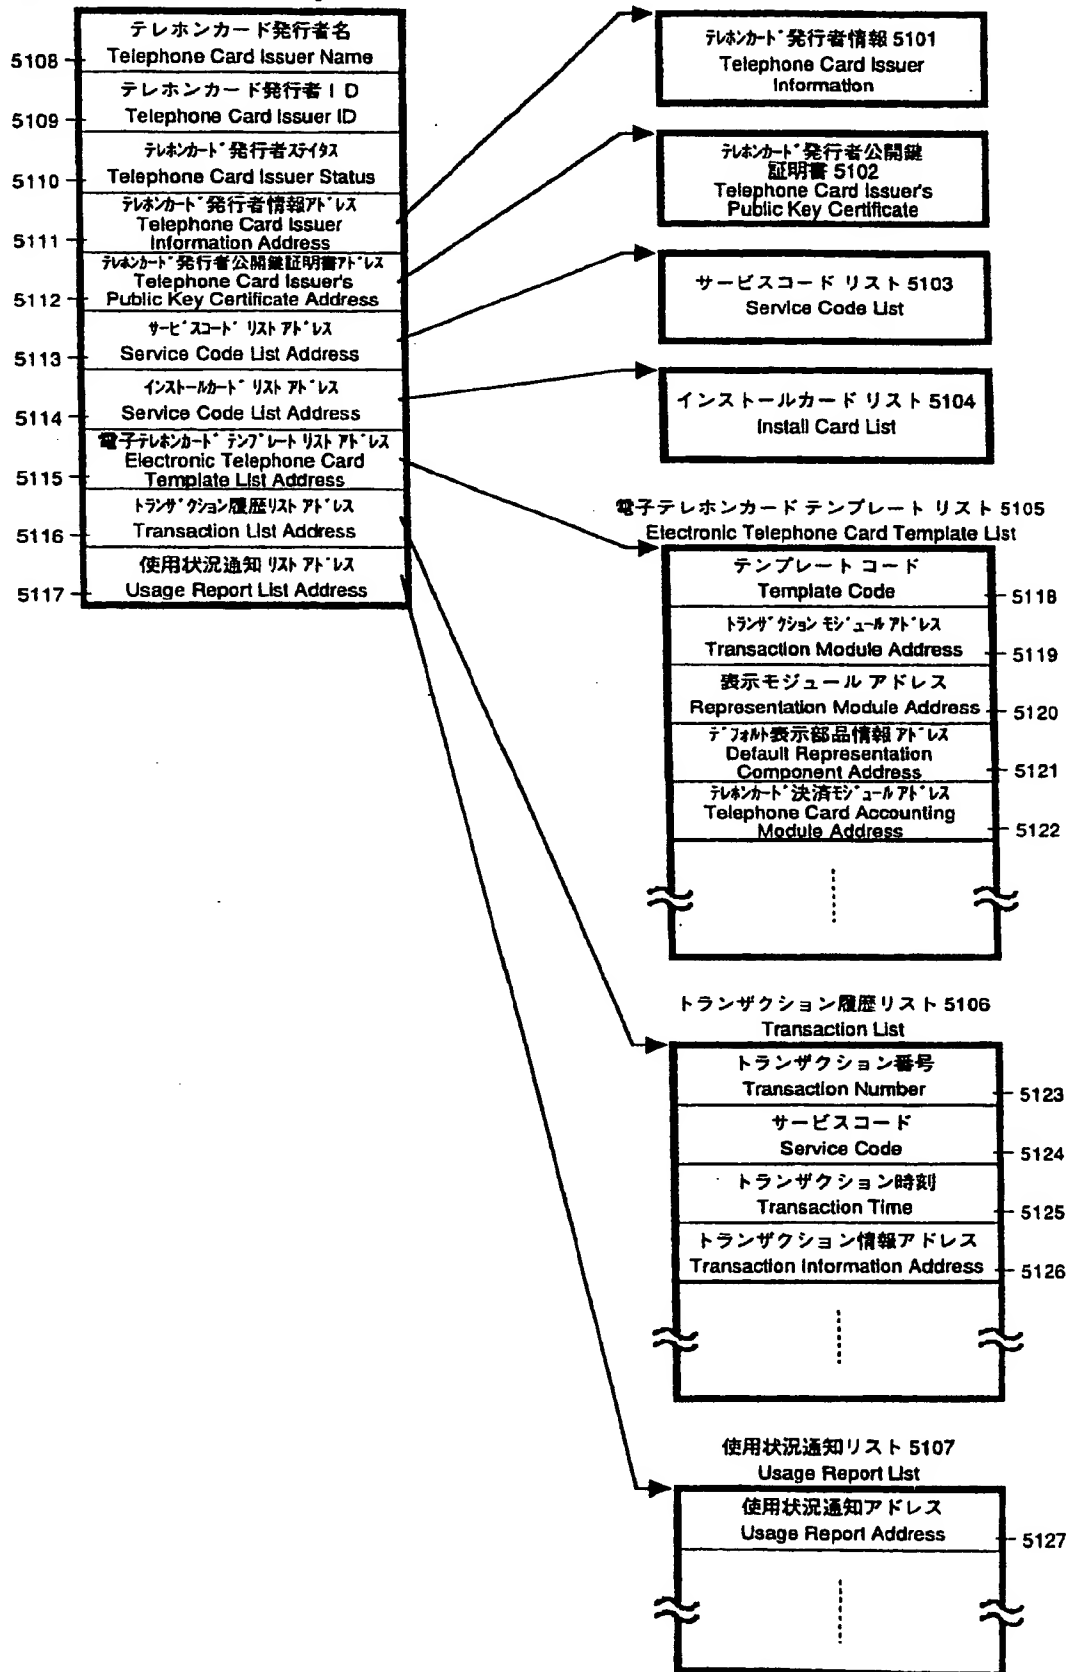 テレホンカード発行者名
Telephone Card Issuer Name
5108
テレホンカード発行者ID
Telephone Card Issuer ID
5109
テレホンカード発行者ステイタス
Telephone Card Issuer Status
5110
テレホンカード発行者情報アドレス
Telephone Card Issuer
Information Address
5111
テレホンカード発行者公開鍵証明書アドレス
Telephone Card Issuer's
Public Key Certificate Address
5112
サービスコード リスト アドレス
Service Code List Address
5113
インストールカード リスト アドレス
Service Code List Address
5114
電子テレホンカード テンプレート リスト アドレス
Electronic Telephone Card
Template List Address
5115
トランザクション履歴リスト アドレス
Transaction List Address
5116
使用状況通知 リスト アドレス
Usage Report List Address
5117
テレホンカード発行者情報 5101
Telephone Card Issuer
Information
テレホンカード発行者公開鍵
証明書 5102
Telephone Card Issuer's
Public Key Certificate
サービスコード リスト 5103
Service Code List
インストールカード リスト 5104
Install Card List
電子テレホンカード テンプレート リスト 5105
Electronic Telephone Card Template List
テンプレート コード
Template Code
5118
トランザクション モジュール アドレス
Transaction Module Address
5119
表示モジュール アドレス
Representation Module Address
5120
デフォルト表示部品情報 アドレス
Default Representation
Component Address
5121
テレホンカード決済モジュール アドレス
Telephone Card Accounting
Module Address
5122
トランザクション履歴リスト 5106
Transaction List
トランザクション番号
Transaction Number
5123
サービスコード
Service Code
5124
トランザクション時刻
Transaction Time
5125
トランザクション情報アドレス
Transaction Information Address
5126
使用状況通知リスト 5107
Usage Report List
使用状況通知アドレス
Usage Report Address
5127